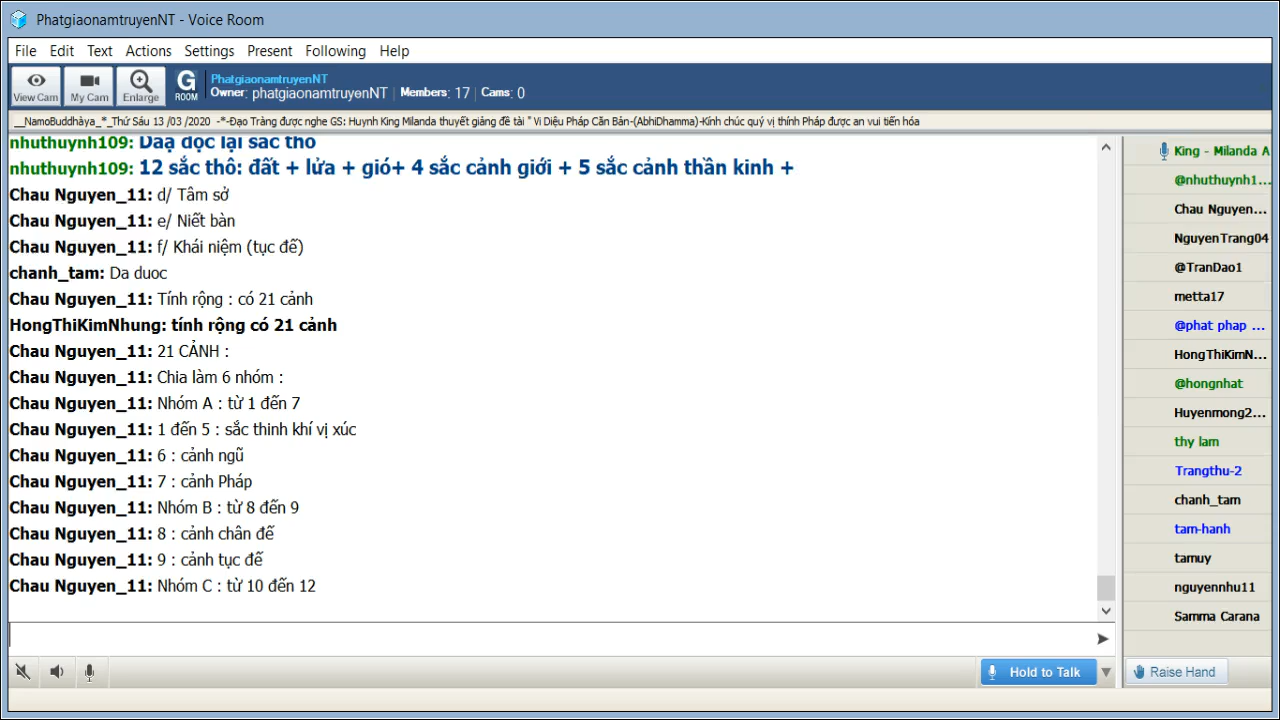 PhatgiaonamtruyenNT - Voice Room
File Edit Text Actions Settings Present Following Help
View Cam My Cam Enlarge G ROOM
PhatgiaonamtruyenNT
Owner: phatgiaonamtruyenNT | Members: 17 | Cams: 0
__NamoBuddhàya_*_Thứ Sáu 13 /03 /2020 -*-Đạo Tràng được nghe GS: Huynh King Milanda thuyết giảng đề tài " Vi Diệu Pháp Căn Bản-(AbhiDhamma)-Kính chúc quý vị thính Pháp được an vui tiến hóa
nhuthuynh109: Daạ đọc lại sắc thô
nhuthuynh109: 12 sắc thô: đất + lửa + gió+ 4 sắc cảnh giới + 5 sắc cảnh thần kinh +
Chau Nguyen_11: d/ Tâm sở
Chau Nguyen_11: e/ Niết bàn
Chau Nguyen_11: f/ Khái niệm (tục đế)
chanh_tam: Da duoc
Chau Nguyen_11: Tính rộng : có 21 cảnh
HongThiKimNhung: tính rộng có 21 cảnh
Chau Nguyen_11: 21 CẢNH :
Chau Nguyen_11: Chia làm 6 nhóm :
Chau Nguyen_11: Nhóm A : từ 1 đến 7
Chau Nguyen_11: 1 đến 5 : sắc thinh khí vị xúc
Chau Nguyen_11: 6 : cảnh ngũ
Chau Nguyen_11: 7 : cảnh Pháp
Chau Nguyen_11: Nhóm B : từ 8 đến 9
Chau Nguyen_11: 8 : cảnh chân đế
Chau Nguyen_11: 9 : cảnh tục đế
Chau Nguyen_11: Nhóm C : từ 10 đến 12
King - Milanda A
@nhuthuynh1...
Chau Nguyen...
NguyenTrang04
@TranDao1
metta17
@phat phap ...
HongThiKimN...
@hongnhat
Huyenmong2...
thy lam
Trangthu-2
chanh_tam
tam-hanh
tamuy
nguyennhu11
Samma Carana
Hold to Talk
Raise Hand